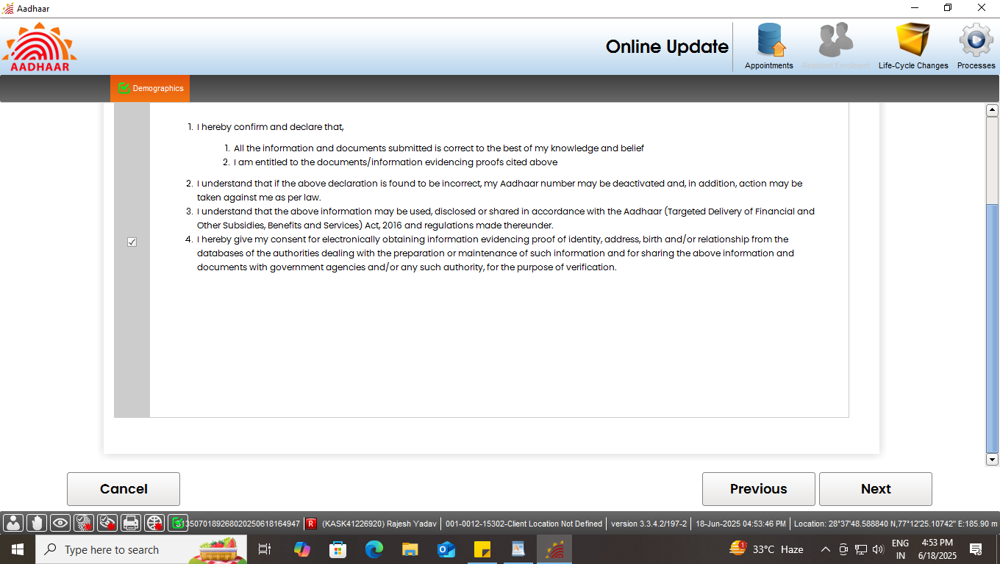 Aadhaar
AADHAAR
Online Update
Appointments
Resident Enrolment
Life-Cycle Changes
Processes
Demographics
1. I hereby confirm and declare that,
1. All the information and documents submitted is correct to the best of my knowledge and belief
2. I am entitled to the documents/information evidencing proofs cited above
2. I understand that if the above declaration is found to be incorrect, my Aadhaar number may be deactivated and, in addition, action may be
taken against me as per law.
3. I understand that the above information may be used, disclosed or shared in accordance with the Aadhaar (Targeted Delivery of Financial and
Other Subsidies, Benefits and Services) Act, 2016 and regulations made thereunder.
4. I hereby give my consent for electronically obtaining information evidencing proof of identity, address, birth and/or relationship from the
databases of the authorities dealing with the preparation or maintenance of such information and for sharing the above information and
documents with government agencies and/or any such authority, for the purpose of verification.
Cancel
Previous
Next
R (KASK41226920) Rajesh Yadav
001-0012-15302-Client Location Not Defined
version 3.3.4.2/197-2
18-Jun-2025 04:53:46 PM
Location: 28°37'48.588840 N,77°12'25.10742" E:185.90 m
Type here to search
1
33°C Haze
ENG
IN
4:53 PM
6/18/2025